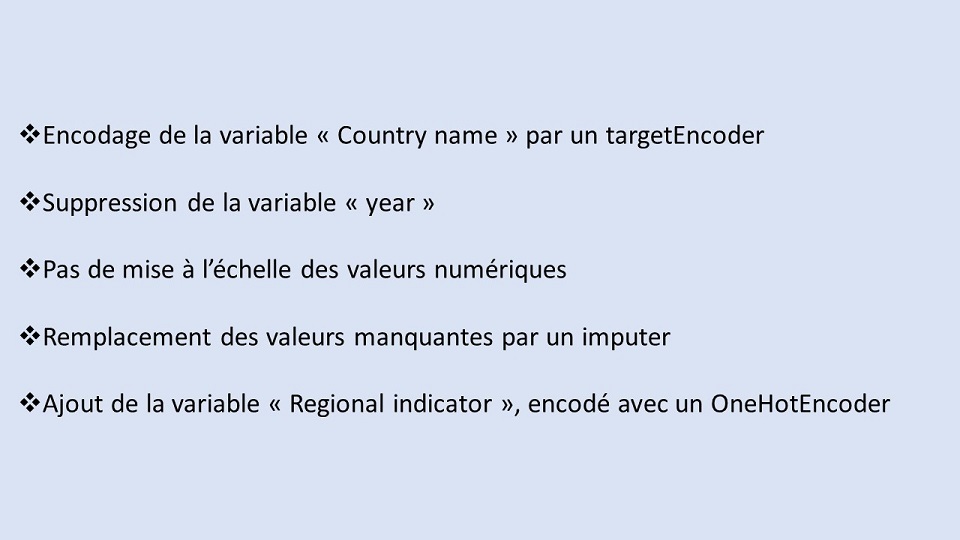 ❖Encodage de la variable « Country name » par un targetEncoder
❖Suppression de la variable « year »
❖Pas de mise à l’échelle des valeurs numériques
❖Remplacement des valeurs manquantes par un imputer
❖Ajout de la variable « Regional indicator », encodé avec un OneHotEncoder